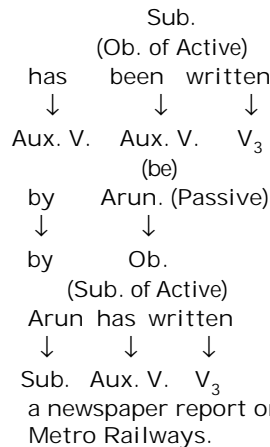 Sub.
(Ob. of Active)
has been written
↓ ↓ ↓
Aux. V. Aux. V. V₃
(be)
by Arun. (Passive)
↓ ↓
by Ob.
(Sub. of Active)
Arun has written
↓ ↓ ↓
Sub. Aux. V. V₃
a newspaper report on
Metro Railways.